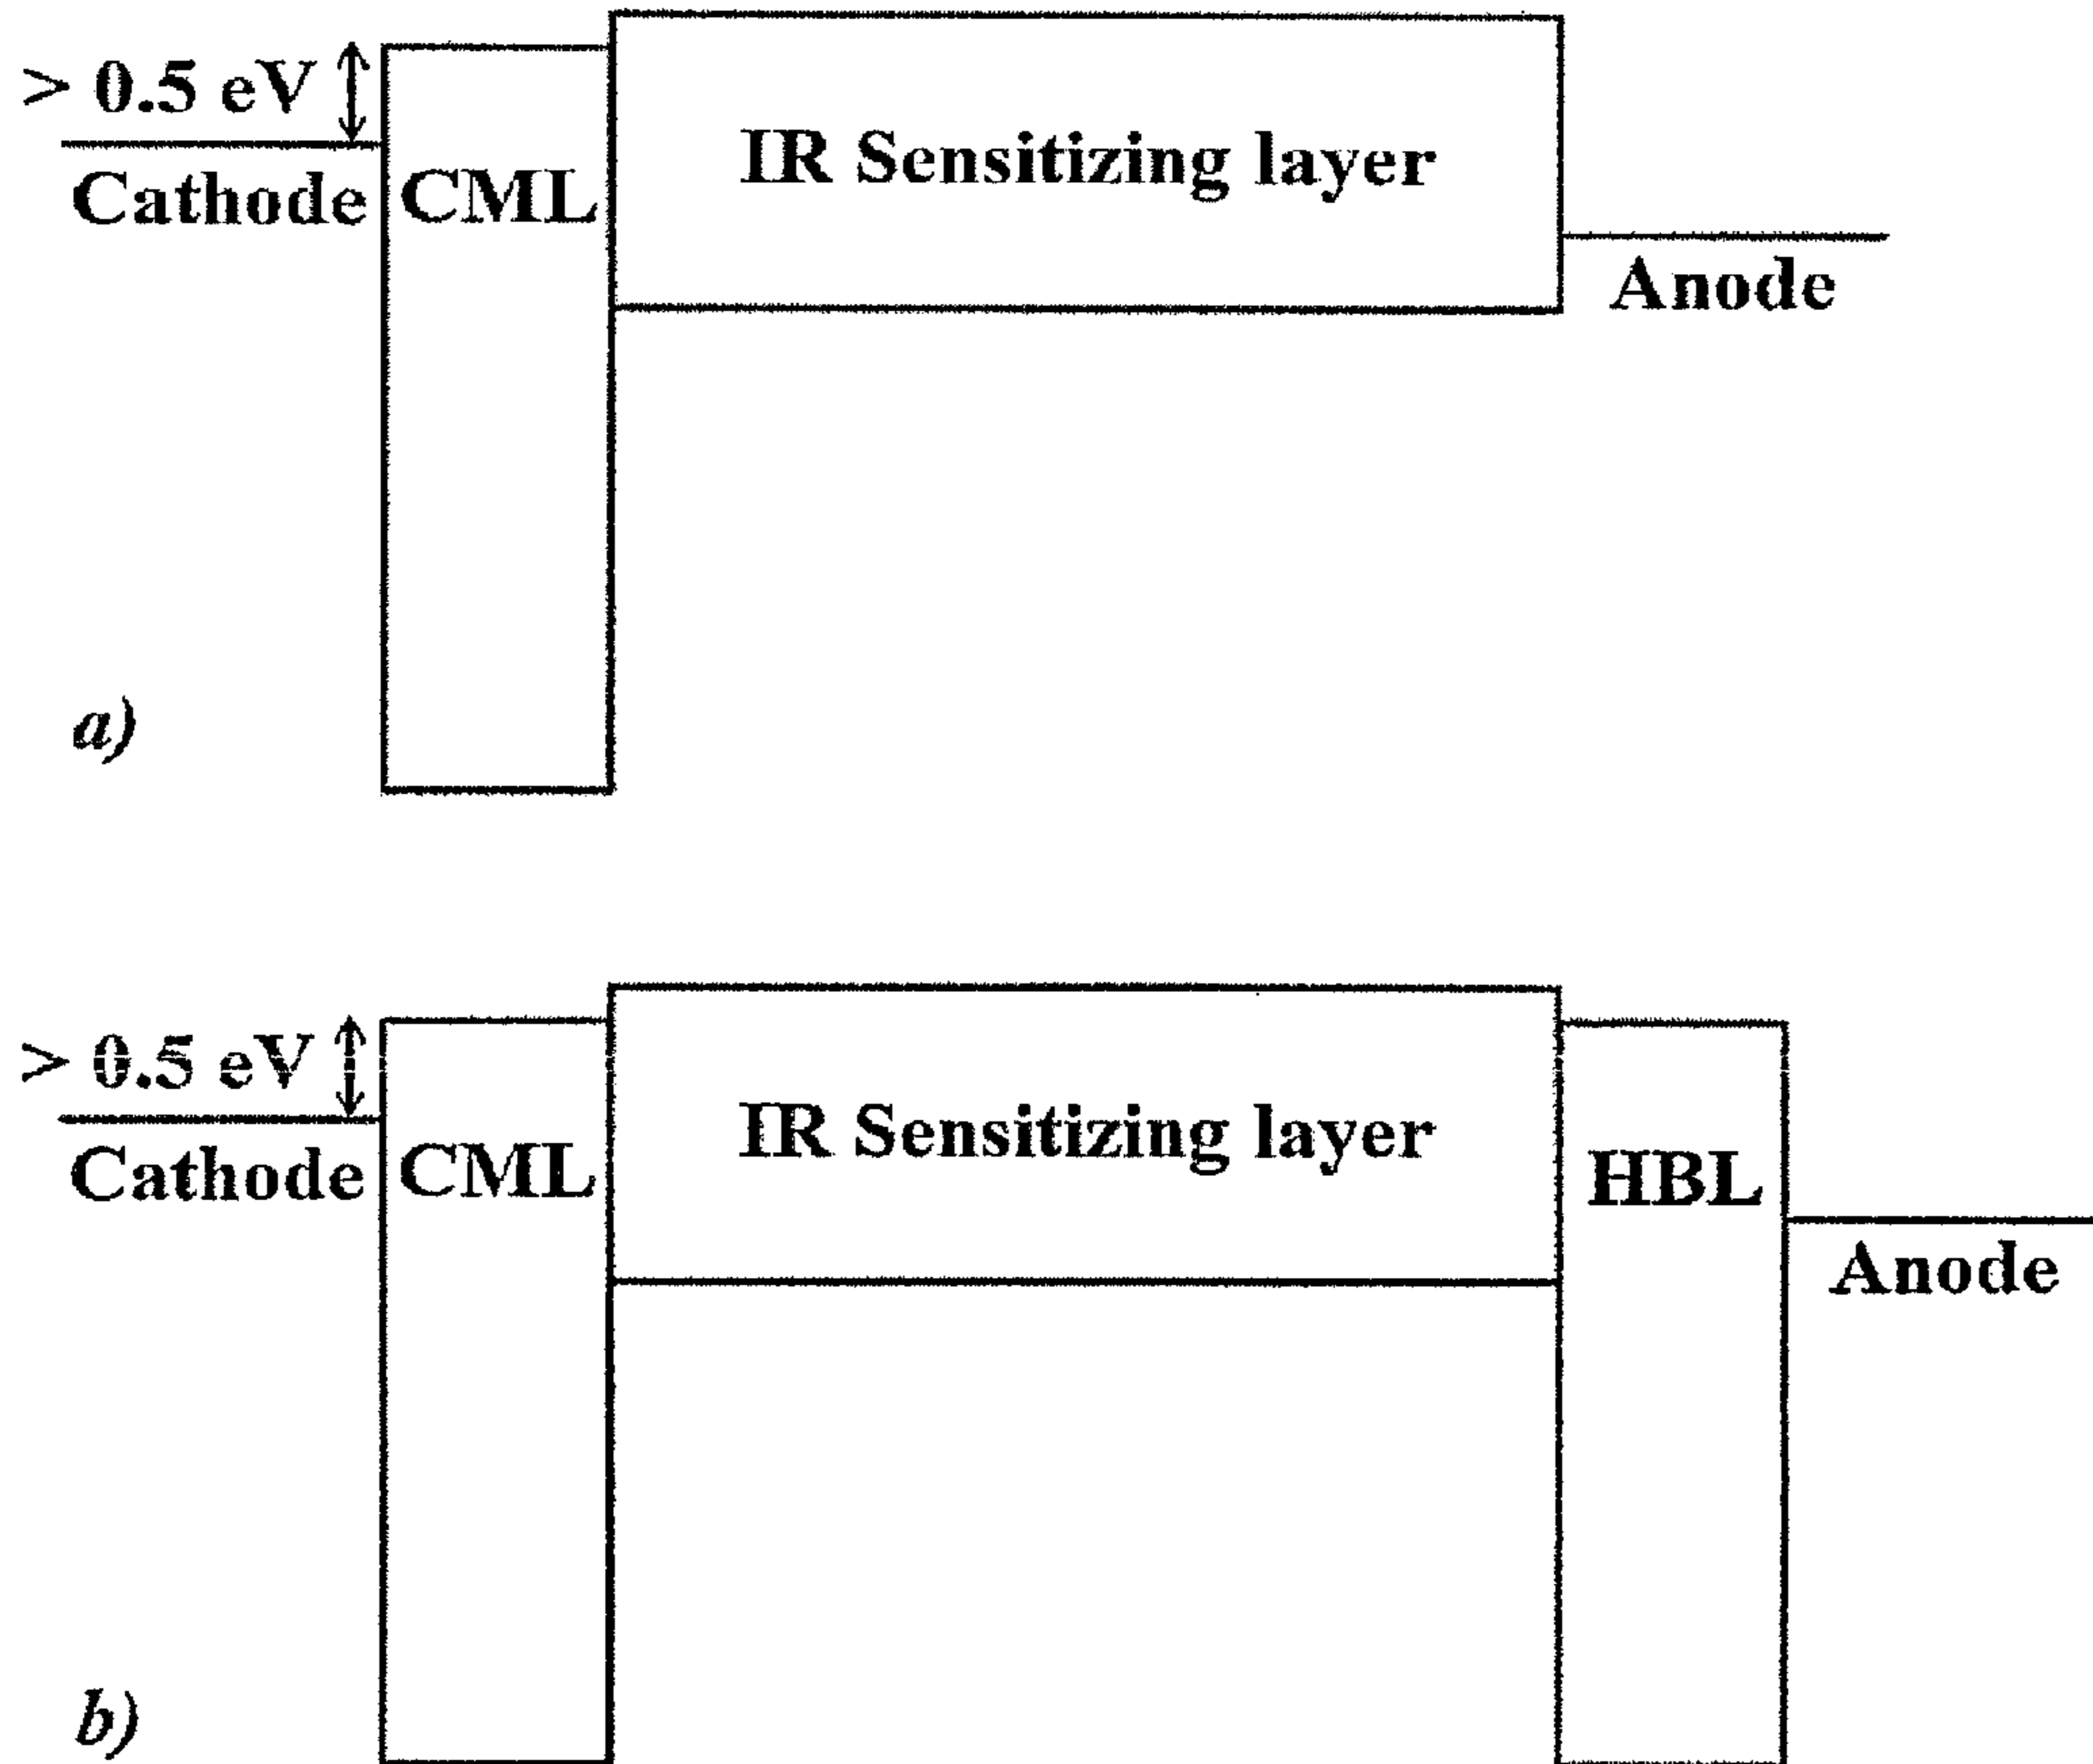 > 0.5 eV
IR Sensitizing layer
Cathode
CML
Anode
a)
> 0.5 eV
IR Sensitizing layer
Cathode
CML
HBL
Anode
b)